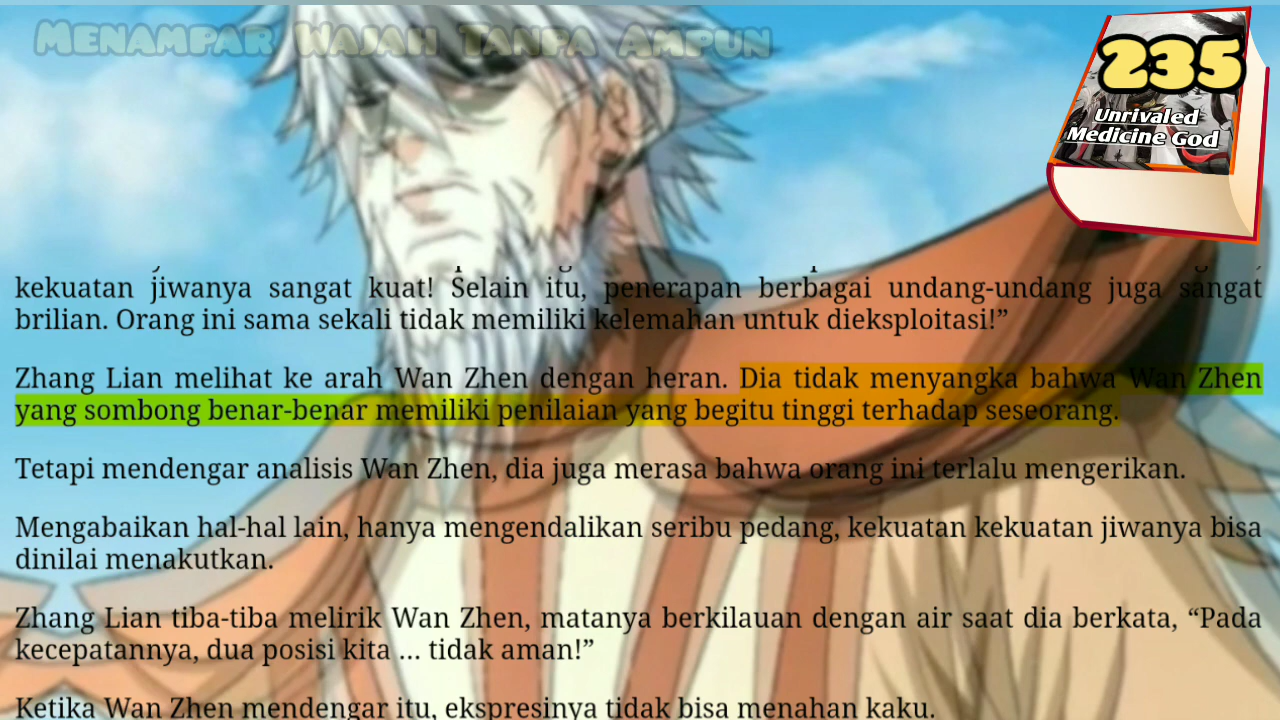 Menampar Wajah Tanpa Ampun
235
Unrivaled
Medicine God
kekuatan jiwanya sangat kuat! Selain itu, penerapan berbagai undang-undang juga sangat
brilian. Orang ini sama sekali tidak memiliki kelemahan untuk dieksploitasi!”
Zhang Lian melihat ke arah Wan Zhen dengan heran. Dia tidak menyangka bahwa Wan Zhen
yang sombong benar-benar memiliki penilaian yang begitu tinggi terhadap seseorang.
Tetapi mendengar analisis Wan Zhen, dia juga merasa bahwa orang ini terlalu mengerikan.
Mengabaikan hal-hal lain, hanya mengendalikan seribu pedang, kekuatan kekuatan jiwanya bisa
dinilai menakutkan.
Zhang Lian tiba-tiba melirik Wan Zhen, matanya berkilauan dengan air saat dia berkata, “Pada
kecepatannya, dua posisi kita ... tidak aman!”
Ketika Wan Zhen mendengar itu, ekspresinya tidak bisa menahan kaku.